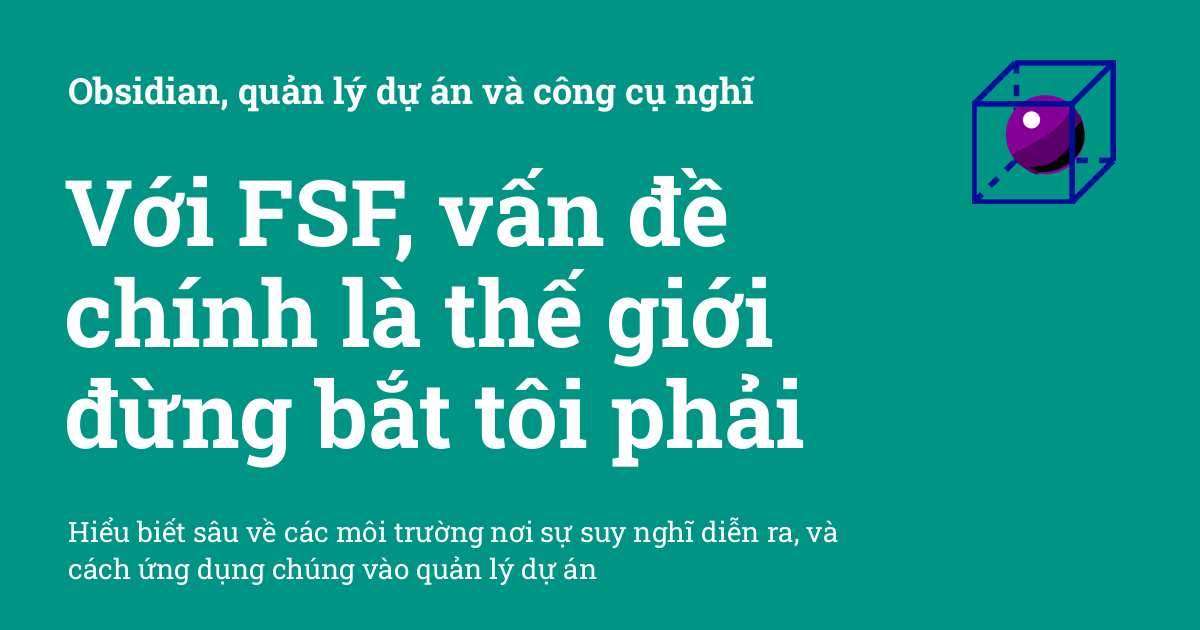 Obsidian, quản lý dự án và công cụ nghĩ
Với FSF, vấn đề
chính là thế giới
đừng bắt tôi phải
Hiểu biết sâu về các môi trường nơi sự suy nghĩ diễn ra, và
cách ứng dụng chúng vào quản lý dự án